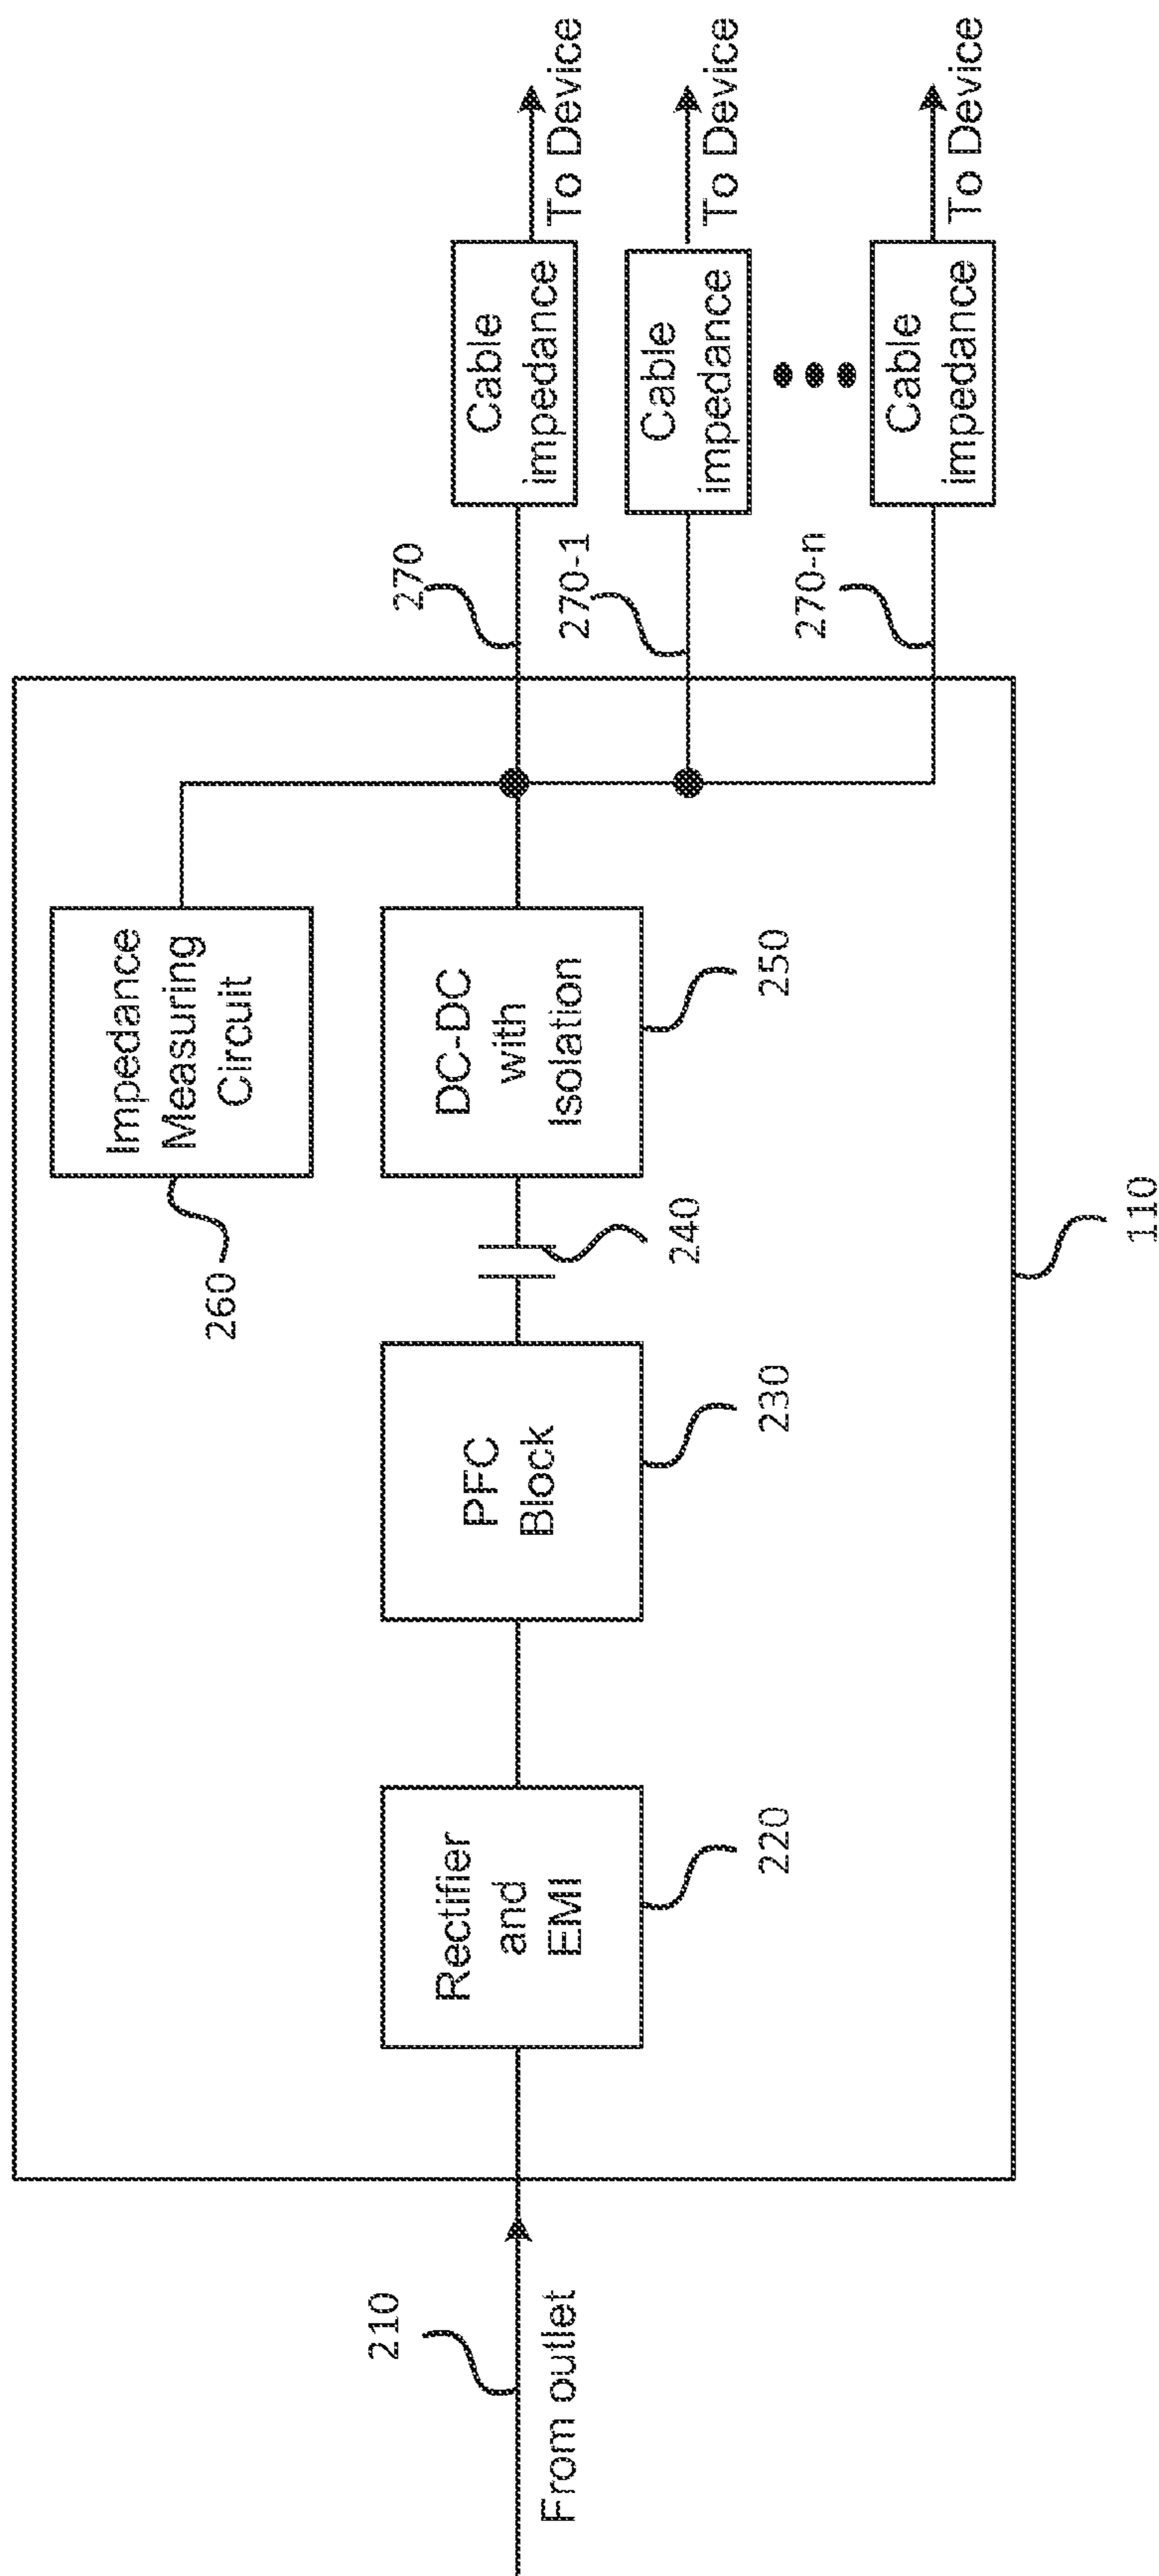 210
From outlet
Rectifier
and
EMI
220
PFC
Block
230
240
260
Impedance
Measuring
Circuit
DC-DC
with
Isolation
250
110
270
Cable
impedance
To Device
270-1
Cable
impedance
To Device
270-n
Cable
impedance
To Device